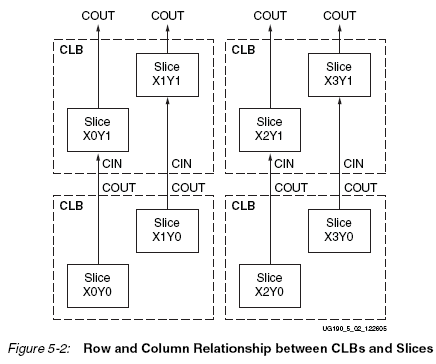 COUT COUT COUT COUT
CLB CLB
Slice
X1Y1
Slice
X3Y1
Slice
X0Y1
Slice
X2Y1
CIN CIN CIN CIN
COUT COUT COUT COUT
CLB CLB
Slice
X1Y0
Slice
X3Y0
Slice
X0Y0
Slice
X2Y0
UG190_5_02_122605
Figure 5-2: Row and Column Relationship between CLBs and Slices